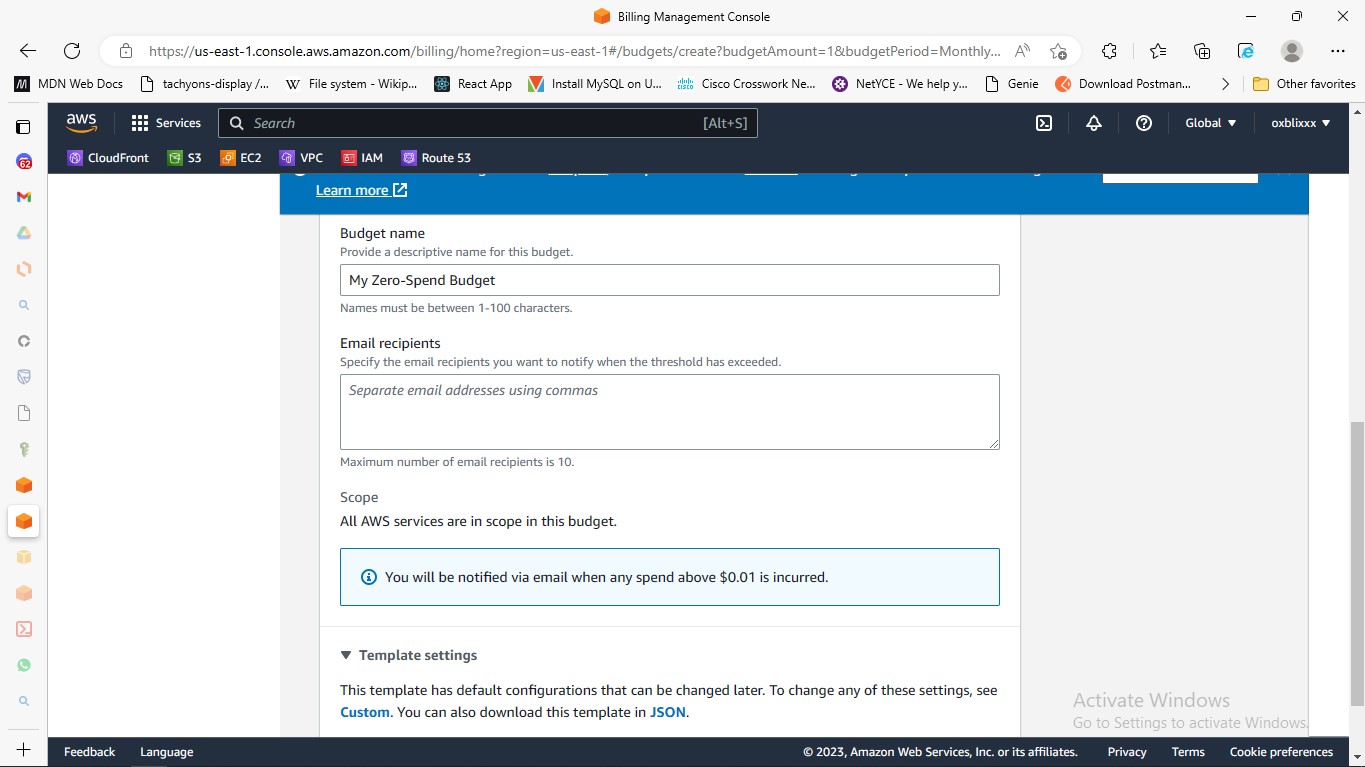 Billing Management Console
https://us-east-1.console.aws.amazon.com/billing/home?region=us-east-1#/budgets/create?budgetAmount=1&budgetPeriod=Monthly...
MDN Web Docs
tachyons-display /...
File system - Wikip...
React App
Install MySQL on U...
Cisco Crosswork Ne...
NetYCE - We help y...
Genie
Download Postman...
Other favorites
aws
Services
Search
[Alt+S]
Global
oxblixxx
CloudFront
S3
EC2
VPC
IAM
Route 53
62
Learn more
Budget name
Provide a descriptive name for this budget.
My Zero-Spend Budget
Names must be between 1-100 characters.
Email recipients
Specify the email recipients you want to notify when the threshold has exceeded.
Separate email addresses using commas
Maximum number of email recipients is 10.
Scope
All AWS services are in scope in this budget.
You will be notified via email when any spend above $0.01 is incurred.
Template settings
This template has default configurations that can be changed later. To change any of these settings, see
Custom. You can also download this template in JSON.
Activate Windows
Go to Settings to activate Windows.
Feedback
Language
© 2023, Amazon Web Services, Inc. or its affiliates.
Privacy
Terms
Cookie preferences